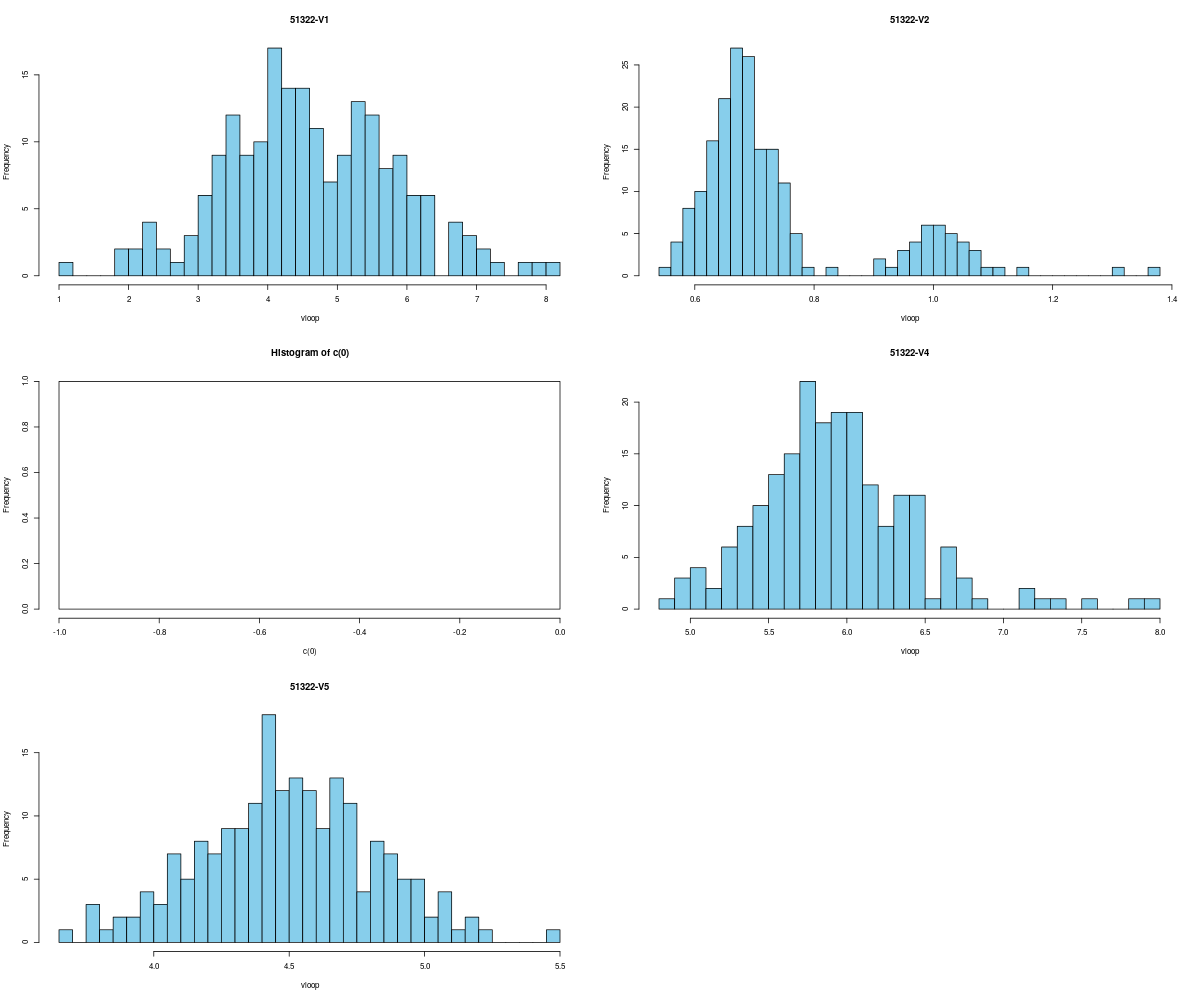 51322-V1
Frequency
0 5 10 15
1 2 3 4 5 6 7 8
vloop
51322-V2
Frequency
0 5 10 15 20 25
0.6 0.8 1.0 1.2 1.4
vloop
Histogram of c(0)
Frequency
0.0 0.2 0.4 0.6 0.8 1.0
-1.0 -0.8 -0.6 -0.4 -0.2 0.0
c(0)
51322-V4
Frequency
0 5 10 15 20
5.0 5.5 6.0 6.5 7.0 7.5 8.0
vloop
51322-V5
Frequency
0 5 10 15
4.0 4.5 5.0 5.5
vloop